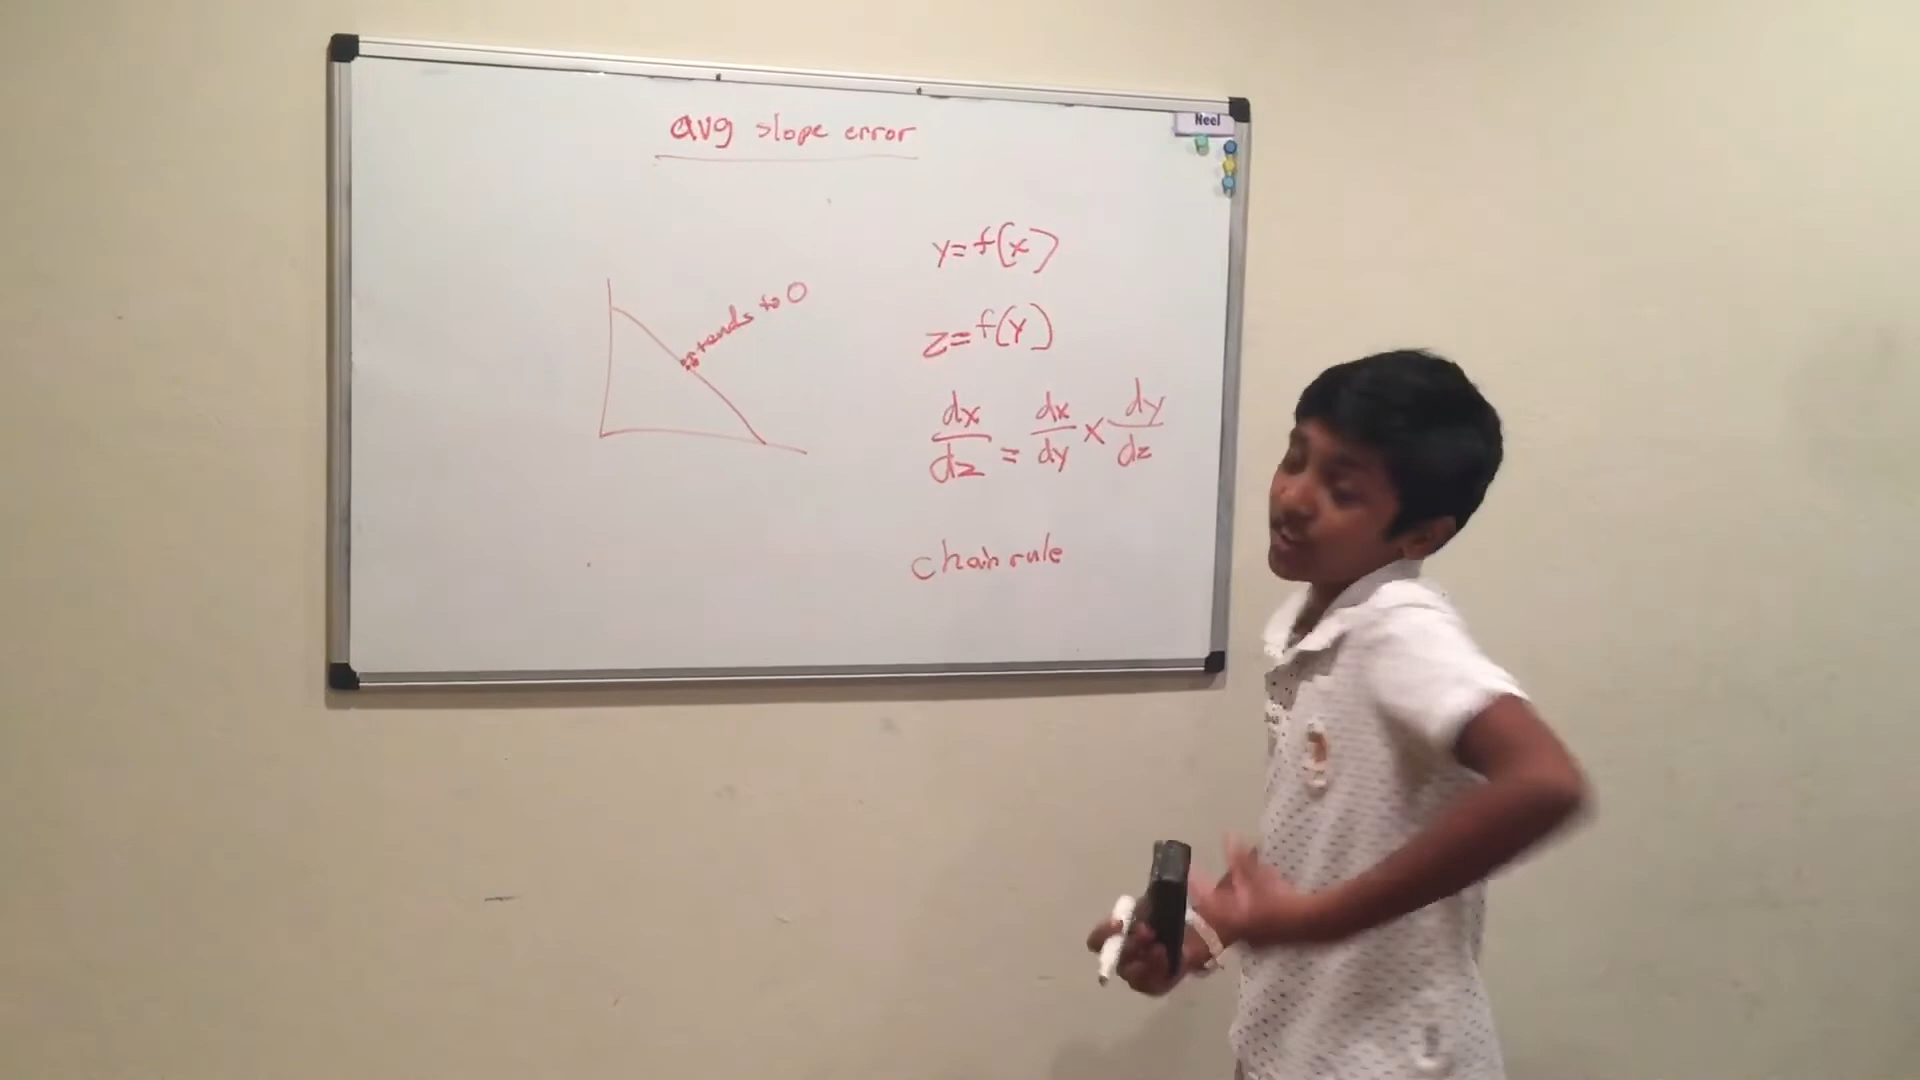 avg slope error
Neel
tends to 0
y=f(x)
z=f(y)
dx/dz = dx/dy × dy/dz
chain rule